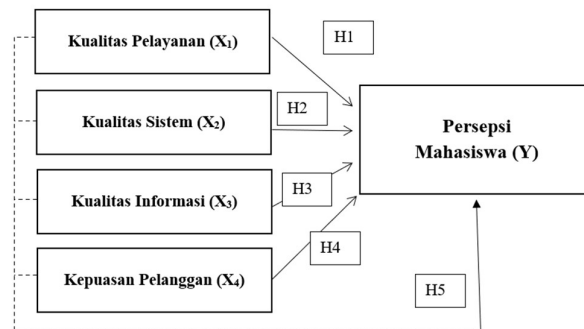 Kualitas Pelayanan (X₁)
H1
Kualitas Sistem (X₂)
H2
Persepsi
Mahasiswa (Y)
Kualitas Informasi (X₃)
H3
Kepuasan Pelanggan (X₄)
H4
H5